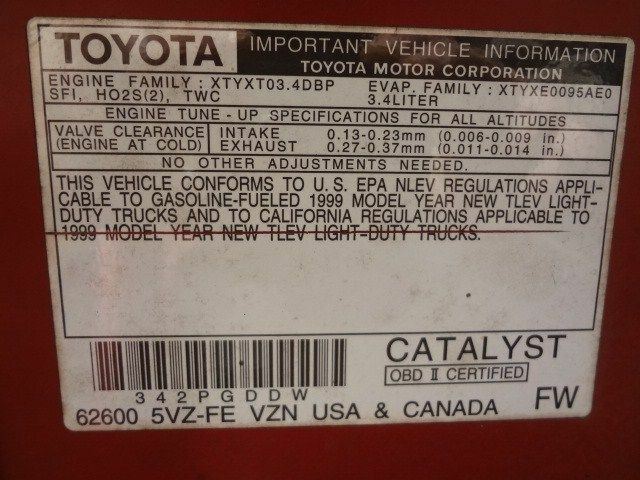 TOYOTA IMPORTANT VEHICLE INFORMATION
TOYOTA MOTOR CORPORATION
ENGINE FAMILY : XTYXT03.4DBP EVAP. FAMILY : XTYXE0095AE0
SFI, HO2S(2), TWC 3.4LITER
ENGINE TUNE - UP SPECIFICATIONS FOR ALL ALTITUDES
VALVE CLEARANCE INTAKE 0.13-0.23mm (0.006-0.009 in.)
(ENGINE AT COLD) EXHAUST 0.27-0.37mm (0.011-0.014 in.)
NO OTHER ADJUSTMENTS NEEDED.
THIS VEHICLE CONFORMS TO U.S. EPA NLEV REGULATIONS APPLI-
CABLE TO GASOLINE-FUELED 1999 MODEL YEAR NEW TLEV LIGHT-
DUTY TRUCKS AND TO CALIFORNIA REGULATIONS APPLICABLE TO
1999 MODEL YEAR NEW TLEV LIGHT-DUTY TRUCKS.
CATALYST
OBD II CERTIFIED
342PGDDW
62600 5VZ-FE VZN USA & CANADA FW